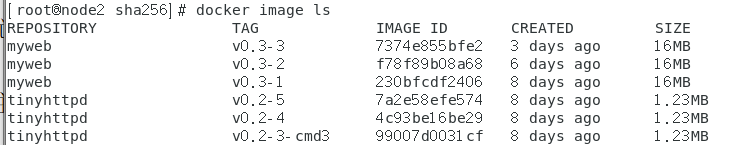 [root@node2 sha256]# docker image ls
REPOSITORY TAG IMAGE ID CREATED SIZE
myweb v0.3-3 7374e855bfe2 3 days ago 16MB
myweb v0.3-2 f78f89b08a68 6 days ago 16MB
myweb v0.3-1 230bfcdf2406 8 days ago 16MB
tinyhttpd v0.2-5 7a2e58efe574 8 days ago 1.23MB
tinyhttpd v0.2-4 4c93be16be29 8 days ago 1.23MB
tinyhttpd v0.2-3-cmd3 99007d0031cf 8 days ago 1.23MB